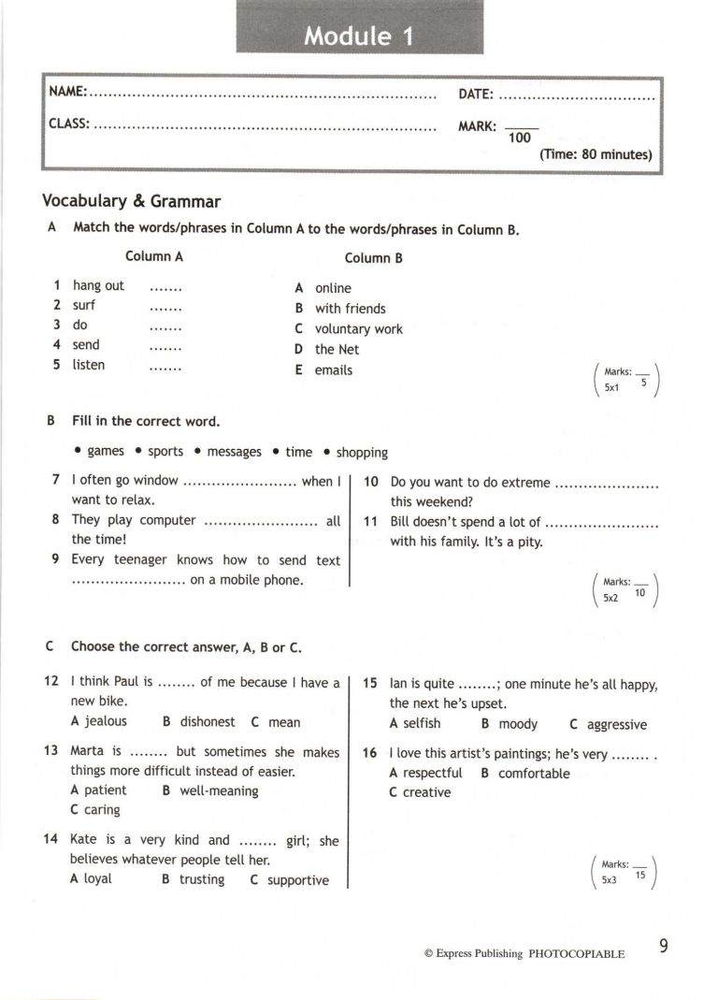 Module 1
NAME:.....................................................................
DATE: ................................
CLASS: ....................................................................
MARK: ____
100
(Time: 80 minutes)
Vocabulary & Grammar
A Match the words/phrases in Column A to the words/phrases in Column B.
Column A Column B
1 hang out ....... A online
2 surf ....... B with friends
3 do ....... C voluntary work
4 send ....... D the Net
5 listen ....... E emails
Marks: __
5x1 5
B Fill in the correct word.
• games • sports • messages • time • shopping
7 I often go window ....................... when I
want to relax.
8 They play computer ....................... all
the time!
9 Every teenager knows how to send text
....................... on a mobile phone.
10 Do you want to do extreme .....................
this weekend?
11 Bill doesn't spend a lot of .......................
with his family. It's a pity.
Marks: __
5x2 10
C Choose the correct answer, A, B or C.
12 I think Paul is ........ of me because I have a
new bike.
A jealous B dishonest C mean
13 Marta is ........ but sometimes she makes
things more difficult instead of easier.
A patient B well-meaning
C caring
14 Kate is a very kind and ........ girl; she
believes whatever people tell her.
A loyal B trusting C supportive
15 Ian is quite ........; one minute he's all happy,
the next he's upset.
A selfish B moody C aggressive
16 I love this artist's paintings; he's very ........ .
A respectful B comfortable
C creative
Marks: __
5x3 15
© Express Publishing PHOTOCOPIABLE
9